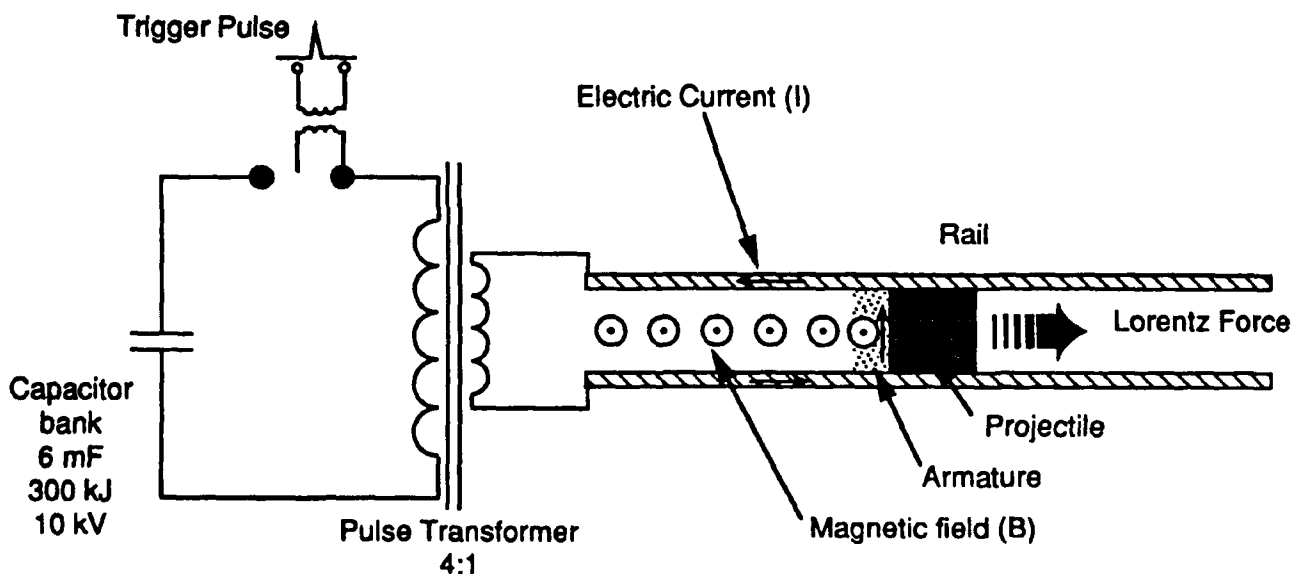 Trigger Pulse
Electric Current (I)
Rail
Lorentz Force
Capacitor
bank
6 mF
300 kJ
10 kV
Projectile
Armature
Magnetic field (B)
Pulse Transformer
4:1